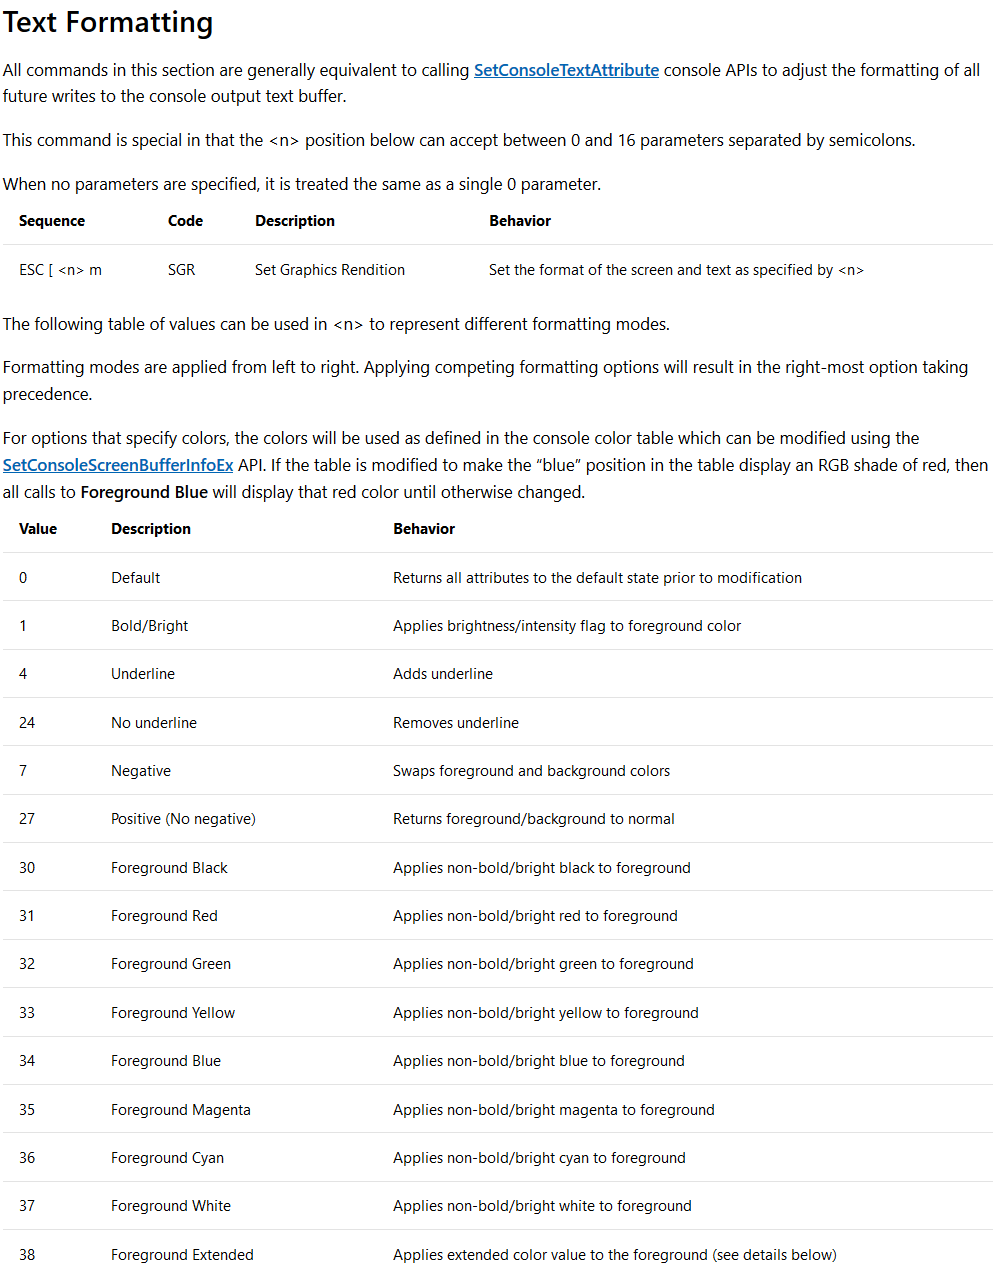 Text Formatting
All commands in this section are generally equivalent to calling SetConsoleTextAttribute console APIs to adjust the formatting of all
future writes to the console output text buffer.
This command is special in that the <n> position below can accept between 0 and 16 parameters separated by semicolons.
When no parameters are specified, it is treated the same as a single 0 parameter.
Sequence Code Description Behavior
ESC [ <n> m SGR Set Graphics Rendition Set the format of the screen and text as specified by <n>
The following table of values can be used in <n> to represent different formatting modes.
Formatting modes are applied from left to right. Applying competing formatting options will result in the right-most option taking
precedence.
For options that specify colors, the colors will be used as defined in the console color table which can be modified using the
SetConsoleScreenBufferInfoEx API. If the table is modified to make the “blue” position in the table display an RGB shade of red, then
all calls to Foreground Blue will display that red color until otherwise changed.
Value Description Behavior
0 Default Returns all attributes to the default state prior to modification
1 Bold/Bright Applies brightness/intensity flag to foreground color
4 Underline Adds underline
24 No underline Removes underline
7 Negative Swaps foreground and background colors
27 Positive (No negative) Returns foreground/background to normal
30 Foreground Black Applies non-bold/bright black to foreground
31 Foreground Red Applies non-bold/bright red to foreground
32 Foreground Green Applies non-bold/bright green to foreground
33 Foreground Yellow Applies non-bold/bright yellow to foreground
34 Foreground Blue Applies non-bold/bright blue to foreground
35 Foreground Magenta Applies non-bold/bright magenta to foreground
36 Foreground Cyan Applies non-bold/bright cyan to foreground
37 Foreground White Applies non-bold/bright white to foreground
38 Foreground Extended Applies extended color value to the foreground (see details below)